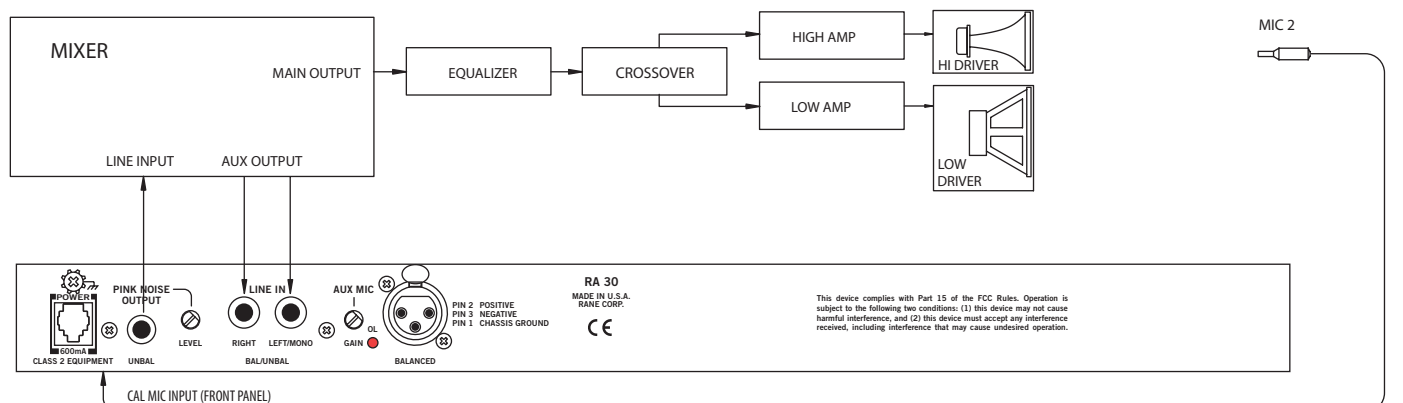 MIXER
MAIN OUTPUT
LINE INPUT
AUX OUTPUT
EQUALIZER
CROSSOVER
HIGH AMP
LOW AMP
HI DRIVER
LOW
DRIVER
MIC 2
POWER
600mA
CLASS 2 EQUIPMENT
PINK NOISE
OUTPUT
UNBAL
LEVEL
LINE IN
RIGHT
LEFT/MONO
BAL/UNBAL
AUX MIC
OL
GAIN
BALANCED
PIN 2 POSITIVE
PIN 3 NEGATIVE
PIN 1 CHASSIS GROUND
RA 30
MADE IN U.S.A.
RANE CORP.
CE
This device complies with Part 15 of the FCC Rules. Operation is
subject to the following two conditions: (1) this device may not cause
harmful interference, and (2) this device must accept any interference
received, including interference that may cause undesired operation.
CAL MIC INPUT (FRONT PANEL)